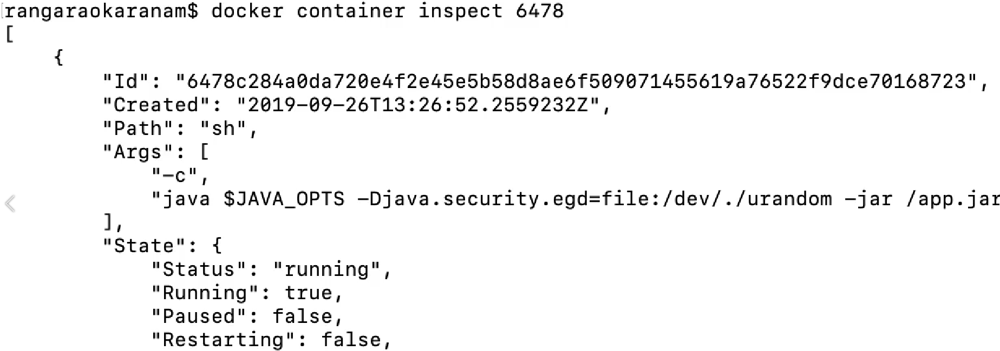 rangaraokaranam$ docker container inspect 6478
[
    {
        "Id": "6478c284a0da720e4f2e45e5b58d8ae6f509071455619a76522f9dce70168723",
        "Created": "2019-09-26T13:26:52.2559232Z",
        "Path": "sh",
        "Args": [
            "-c",
            "java $JAVA_OPTS -Djava.security.egd=file:/dev/./urandom -jar /app.jar
        ],
        "State": {
            "Status": "running",
            "Running": true,
            "Paused": false,
            "Restarting": false,